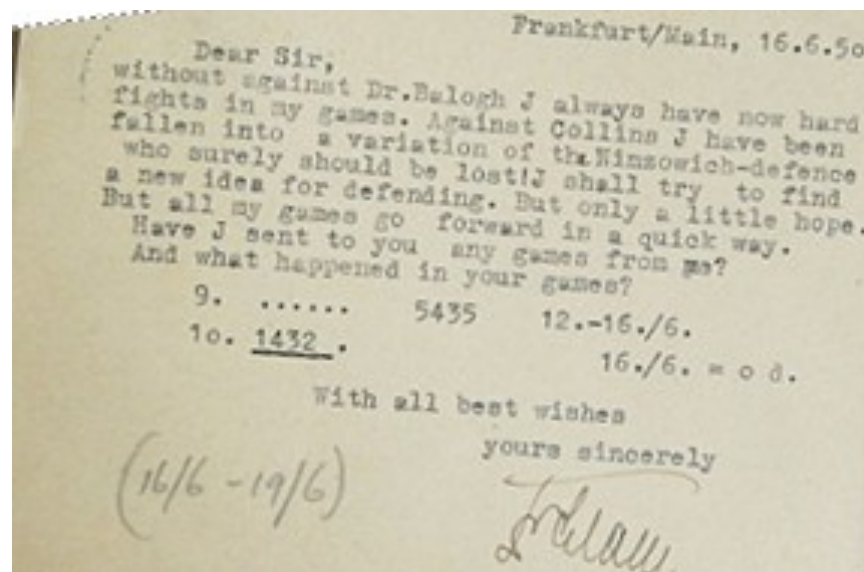 Frankfurt/Main, 16.6.50
Dear Sir,
without against Dr.Balogh J always have now hard
fights in my games. Against Collins J have been
fallen into a variation of the Nimzowich-defence
who surely should be lost!J shall try to find
a new idea for defending. But only a little hope.
But all my games go forward in a quick way.
Have J sent to you any games from me?
And what happened in your games?
9. ...... 5435 12.-16./6.
1o. 1432 . 16./6. = o d.
With all best wishes
yours sincerely
(16/6 - 19/6)